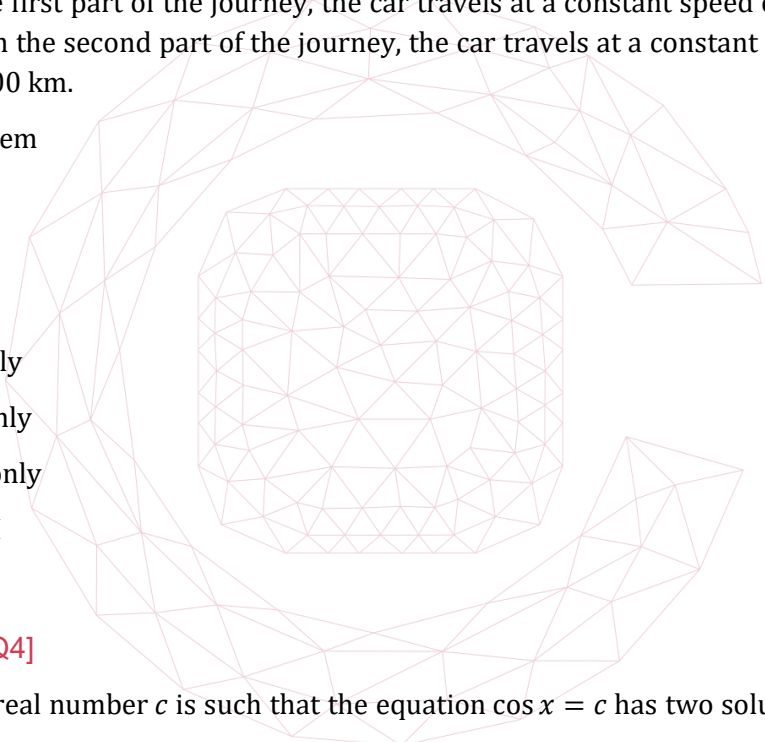 first part of the journey, the car travels at a constant speed
the second part of the journey, the car travels at a constant
00 km.
em
ly
nly
only
Q4]
real number c is such that the equation cos x = c has two solu